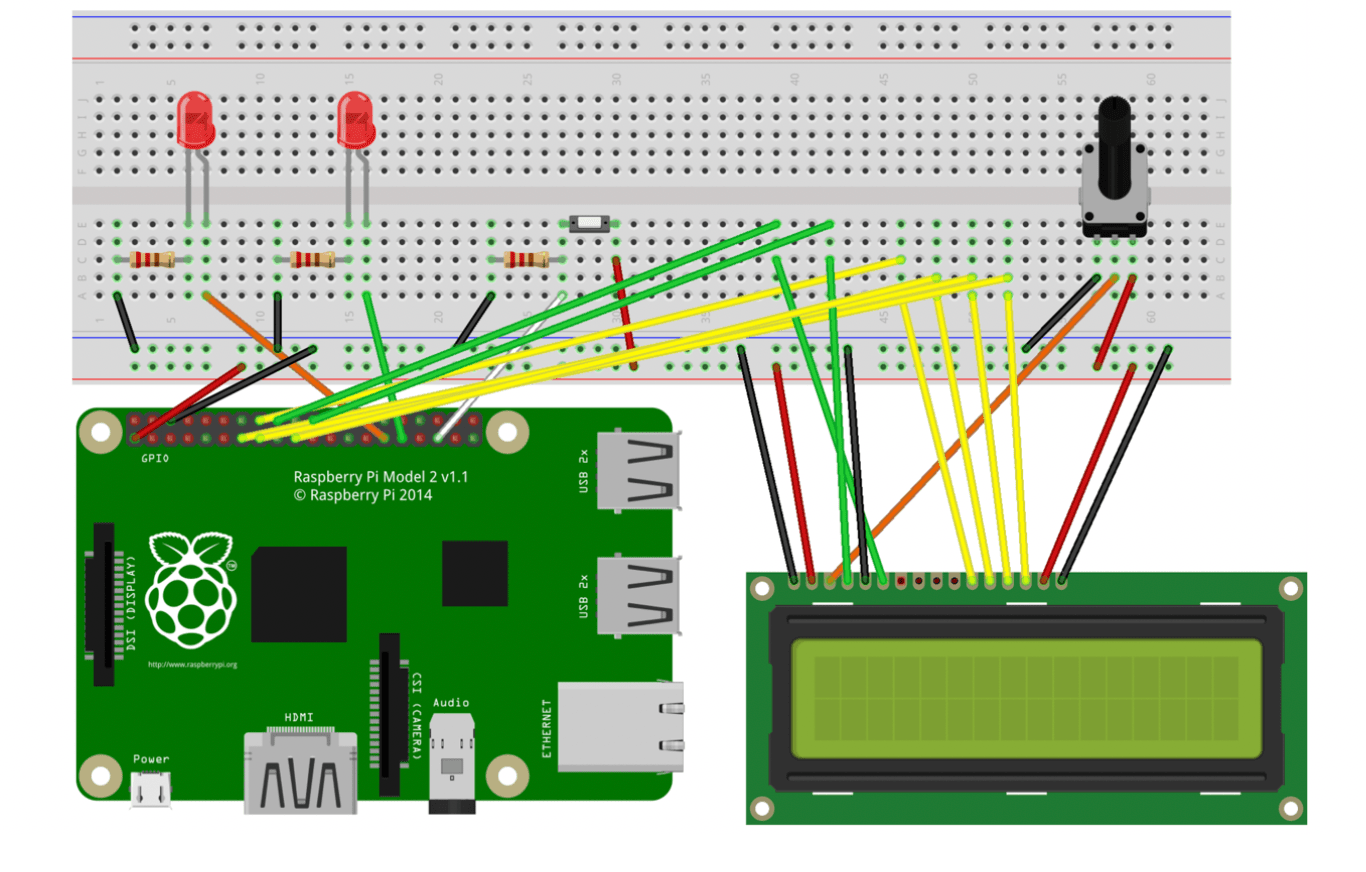 1 5 10 15 20 25 30 35 40 45 50 55 60
J J
I I
H H
G G
F F
E E
D D
C C
B B
A A
1 5 10 15 20 25 30 35 45 50 55 60
GPIO
Raspberry Pi Model 2 v1.1
© Raspberry Pi 2014
USB 2x
DSI (DISPLAY)
TM
USB 2x
http://www.raspberrypi.org
CSI (CAMERA)
Audio
HDMI
ETHERNET
Power